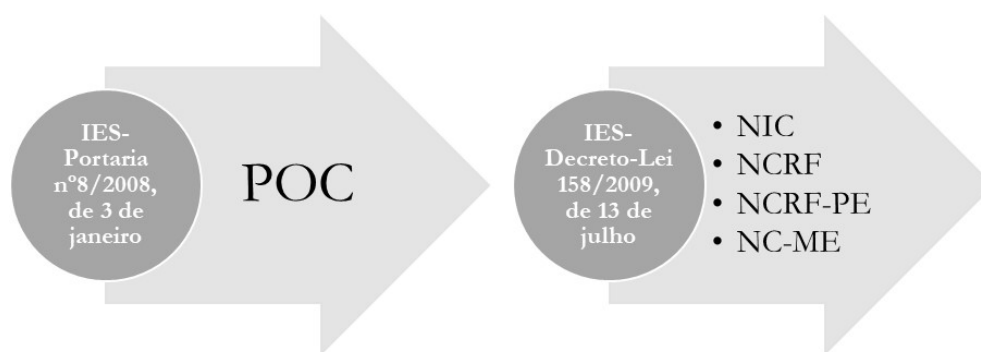 IES-
Portaria
nº8/2008,
de 3 de
janeiro
POC
IES-
Decreto-Lei
158/2009,
de 13 de
julho
• NIC
• NCRF
• NCRF-PE
• NC-ME